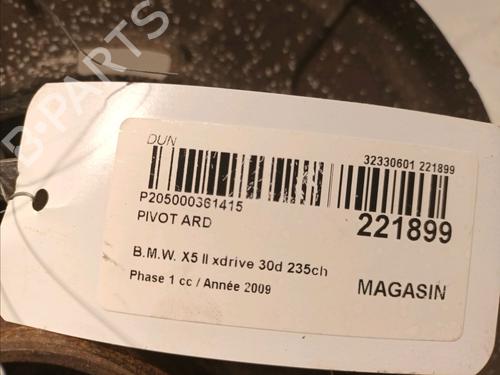 DUN
32330601 221899
P205000361415
PIVOT ARD
221899
B.M.W. X5 II xdrive 30d 235ch
Phase 1 cc / Année 2009
MAGASIN
B-PARTS